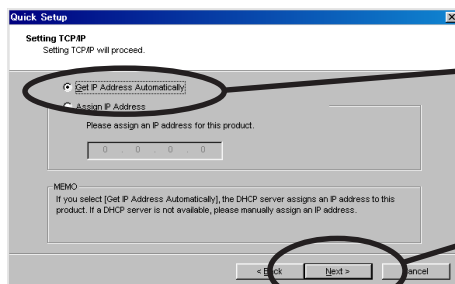 Quick Setup
Setting TCP/IP
Setting TCP/IP will proceed.
Get IP Address Automatically
Assign IP Address
Please assign an IP address for this product.
0 . 0 . 0 . 0
MEMO
If you select [Get IP Address Automatically], the DHCP server assigns an IP address to this
product. If a DHCP server is not available, please manually assign an IP address.
< Back Next > Cancel